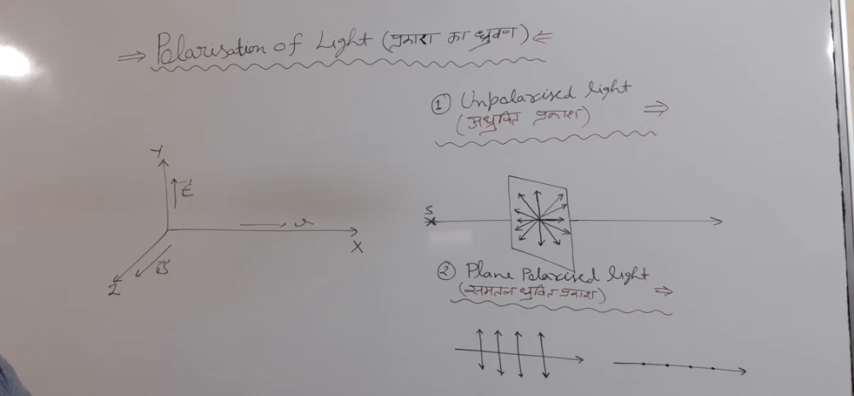 ⇒ Polarisation of Light (प्रकाश का ध्रुवण) ⇐
① Unpolarised light ⇒
(अध्रुवित प्रकाश)
Y
E
v
X
B
Z
S
② Plane Polarised light
(समतल ध्रुवित प्रकाश) ⇒